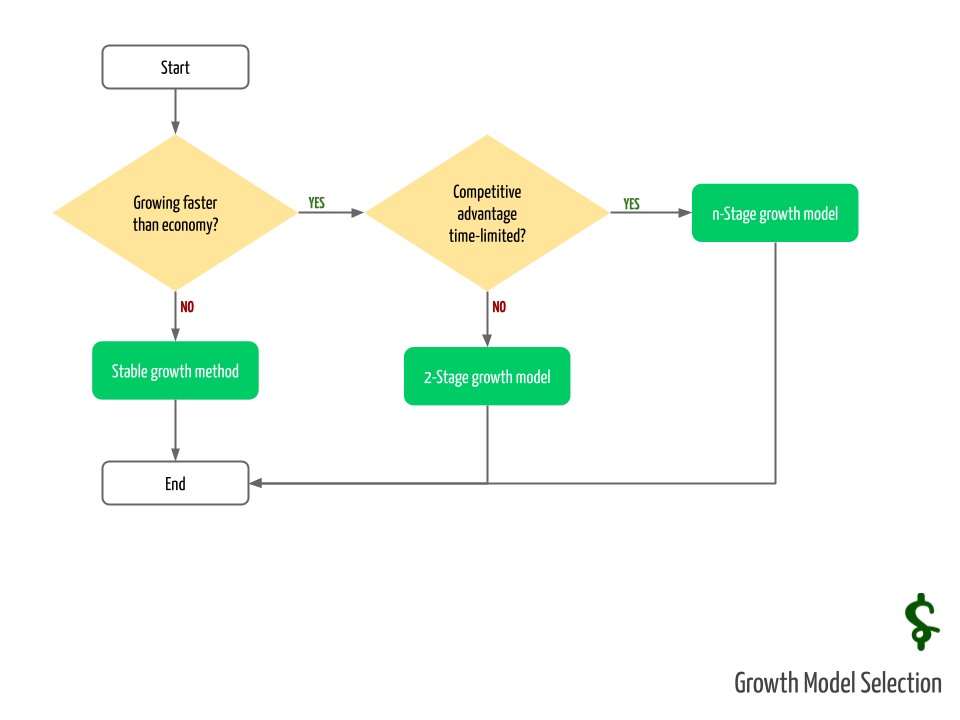 Start
Growing faster
than economy?
YES
Competitive
advantage
time-limited?
YES
n-Stage growth model
NO
NO
Stable growth method
2-Stage growth model
End
Growth Model Selection